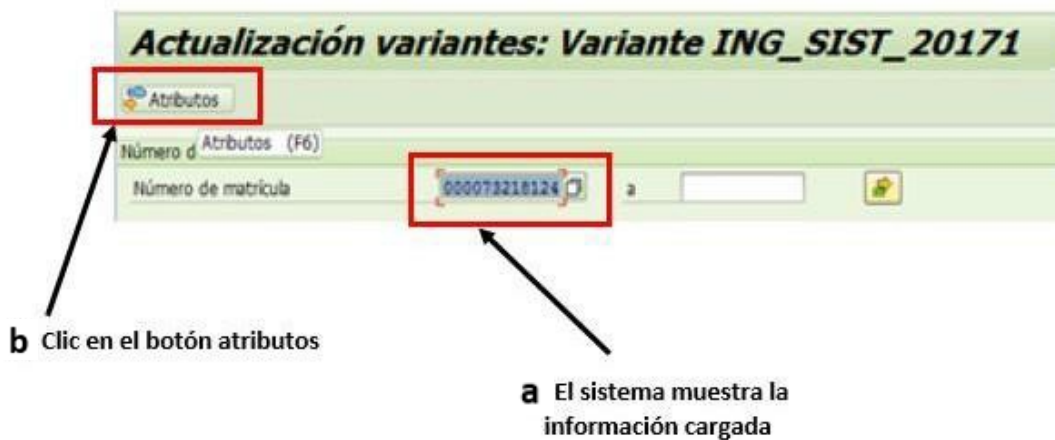 Actualización variantes: Variante ING_SIST_20171
Atributos
Número d Atributos (F6)
Número de matrícula 000073218124 a
b Clic en el botón atributos
a El sistema muestra la
información cargada